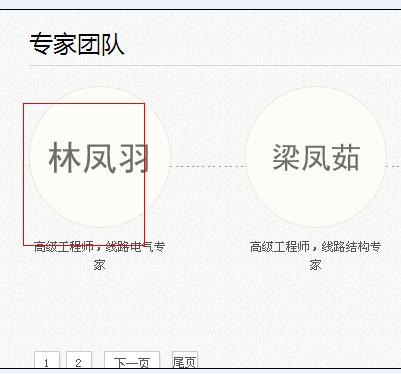 专家团队
林凤羽
梁凤茹
高级工程师，线路电气专家
高级工程师，线路结构专家
1 2 下一页 尾页